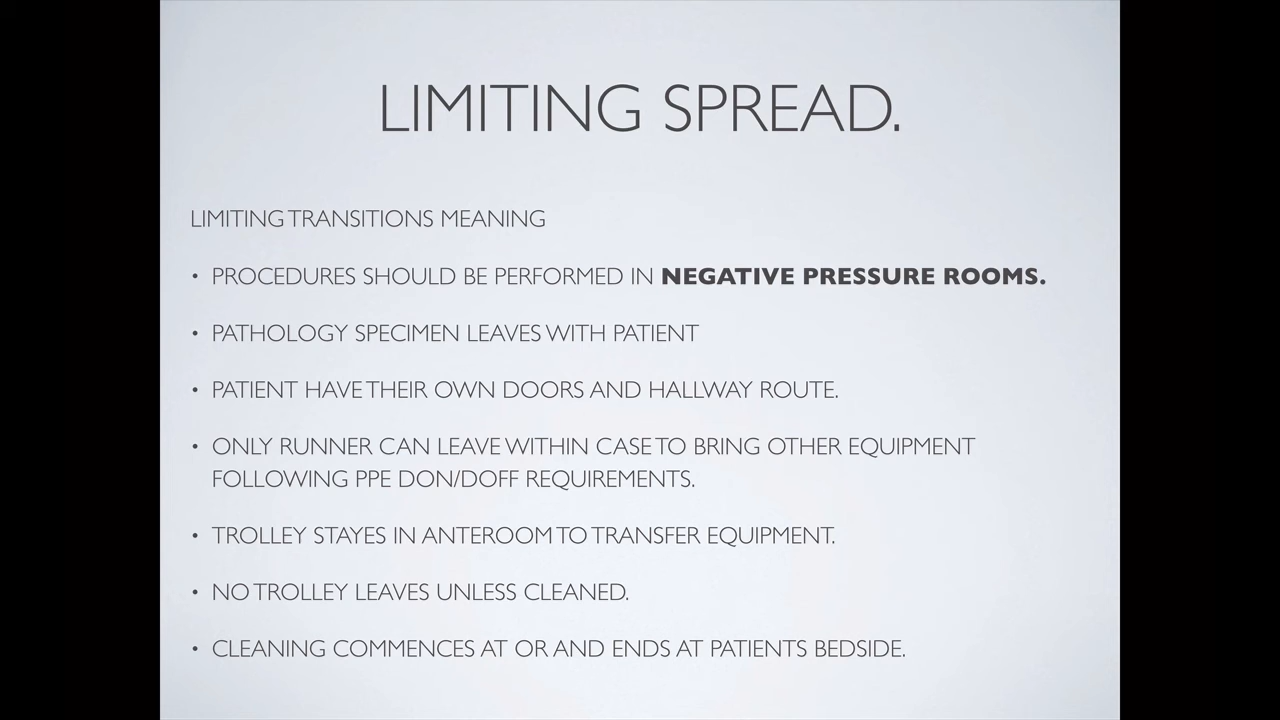 LIMITING SPREAD.
LIMITING TRANSITIONS MEANING
• PROCEDURES SHOULD BE PERFORMED IN NEGATIVE PRESSURE ROOMS.
• PATHOLOGY SPECIMEN LEAVES WITH PATIENT
• PATIENT HAVE THEIR OWN DOORS AND HALLWAY ROUTE.
• ONLY RUNNER CAN LEAVE WITHIN CASE TO BRING OTHER EQUIPMENT
FOLLOWING PPE DON/DOFF REQUIREMENTS.
• TROLLEY STAYES IN ANTEROOM TO TRANSFER EQUIPMENT.
• NO TROLLEY LEAVES UNLESS CLEANED.
• CLEANING COMMENCES AT OR AND ENDS AT PATIENTS BEDSIDE.